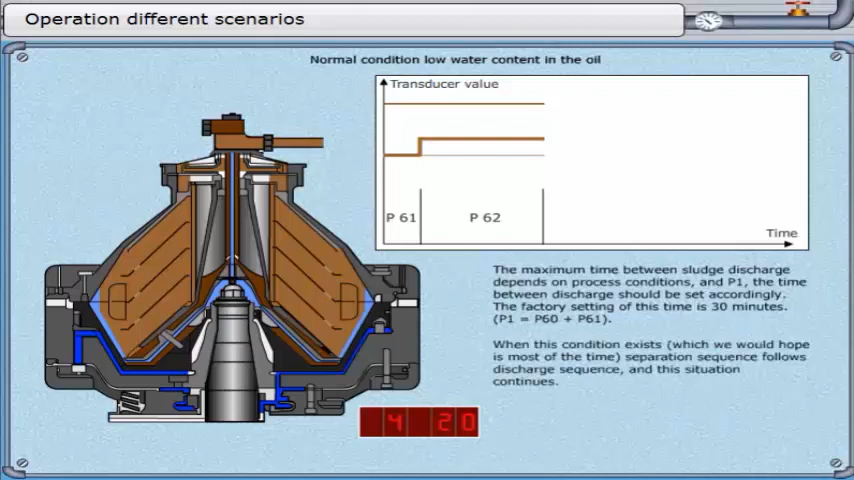 Operation different scenarios
Normal condition low water content in the oil
Transducer value
P 61
P 62
Time
The maximum time between sludge discharge
depends on process conditions, and P1, the time
between discharge should be set accordingly.
The factory setting of this time is 30 minutes.
(P1 = P60 + P61).
When this condition exists (which we would hope
is most of the time) separation sequence follows
discharge sequence, and this situation
continues.
4 20